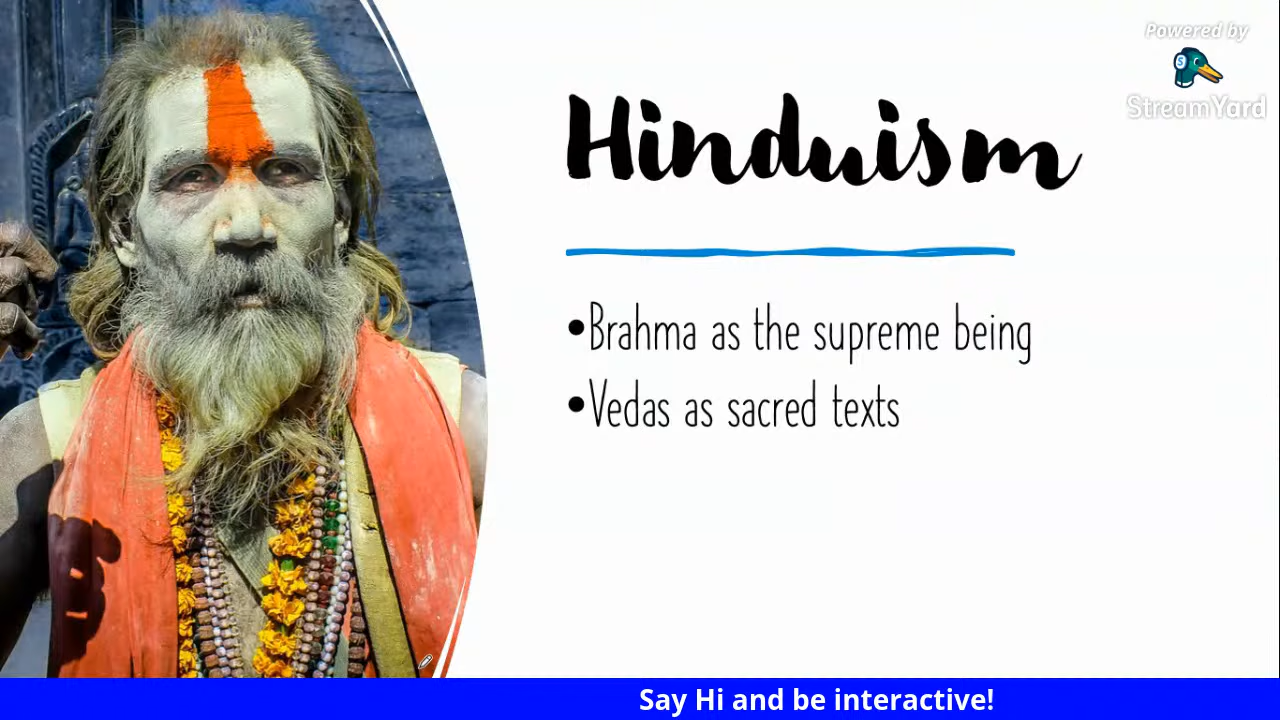 Powered by
StreamYard
Hinduism
•Brahma as the supreme being
•Vedas as sacred texts
Say Hi and be interactive!